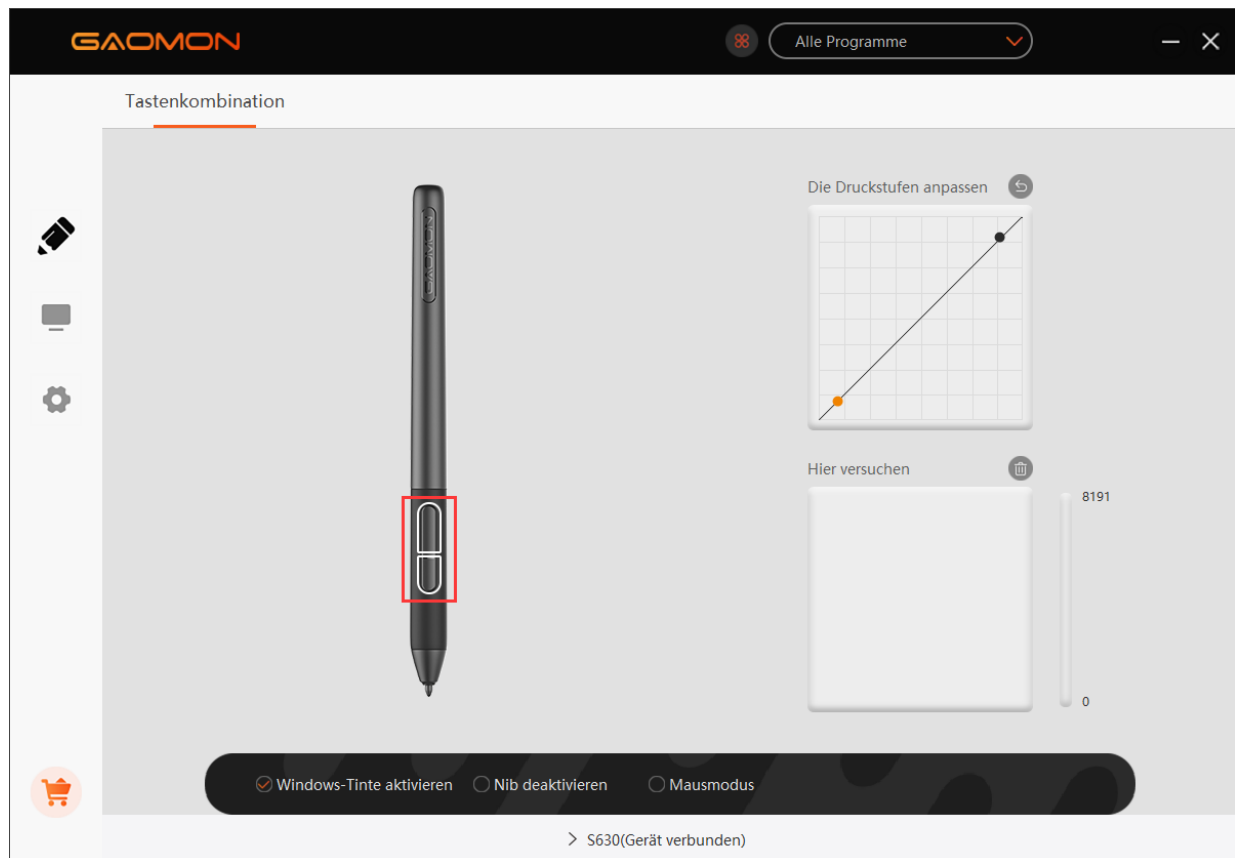 GAOMON
Alle Programme
Tastenkombination
GAOMON
Die Druckstufen anpassen
Hier versuchen
8191
0
Windows-Tinte aktivieren
Nib deaktivieren
Mausmodus
S630(Gerät verbunden)